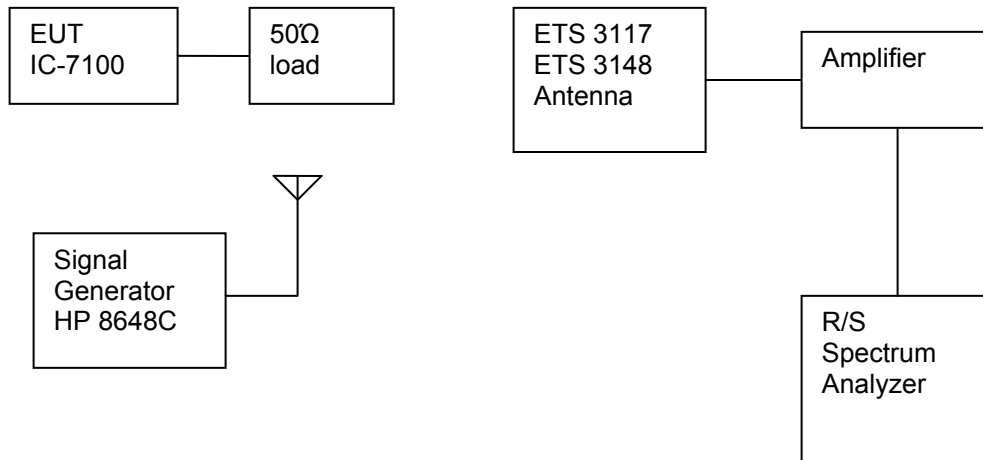 EUT
IC-7100
50Ω
load
ETS 3117
ETS 3148
Antenna
Amplifier
Signal
Generator
HP 8648C
R/S
Spectrum
Analyzer